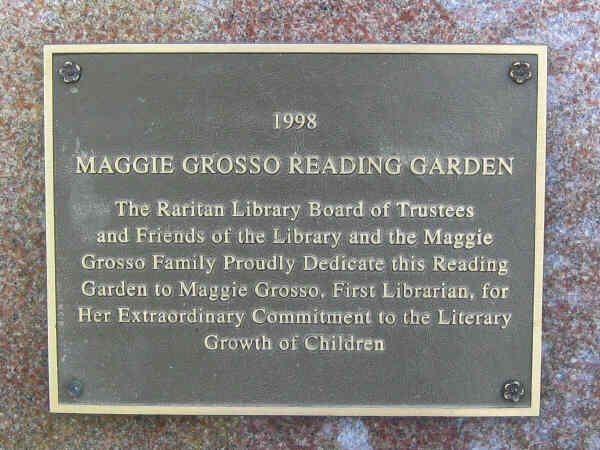 1998
MAGGIE GROSSO READING GARDEN
The Raritan Library Board of Trustees
and Friends of the Library and the Maggie
Grosso Family Proudly Dedicate this Reading
Garden to Maggie Grosso, First Librarian, for
Her Extraordinary Commitment to the Literary
Growth of Children